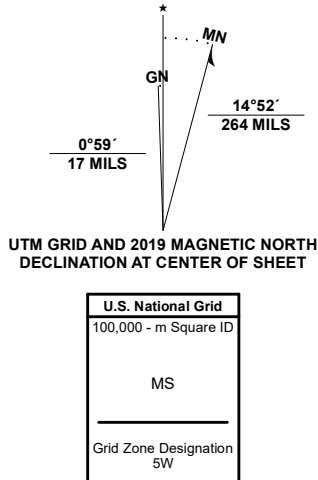 MN
GN
14°52´
264 MILS
0°59´
17 MILS
UTM GRID AND 2019 MAGNETIC NORTH
DECLINATION AT CENTER OF SHEET
U.S. National Grid
100,000 - m Square ID
MS
Grid Zone Designation
5W